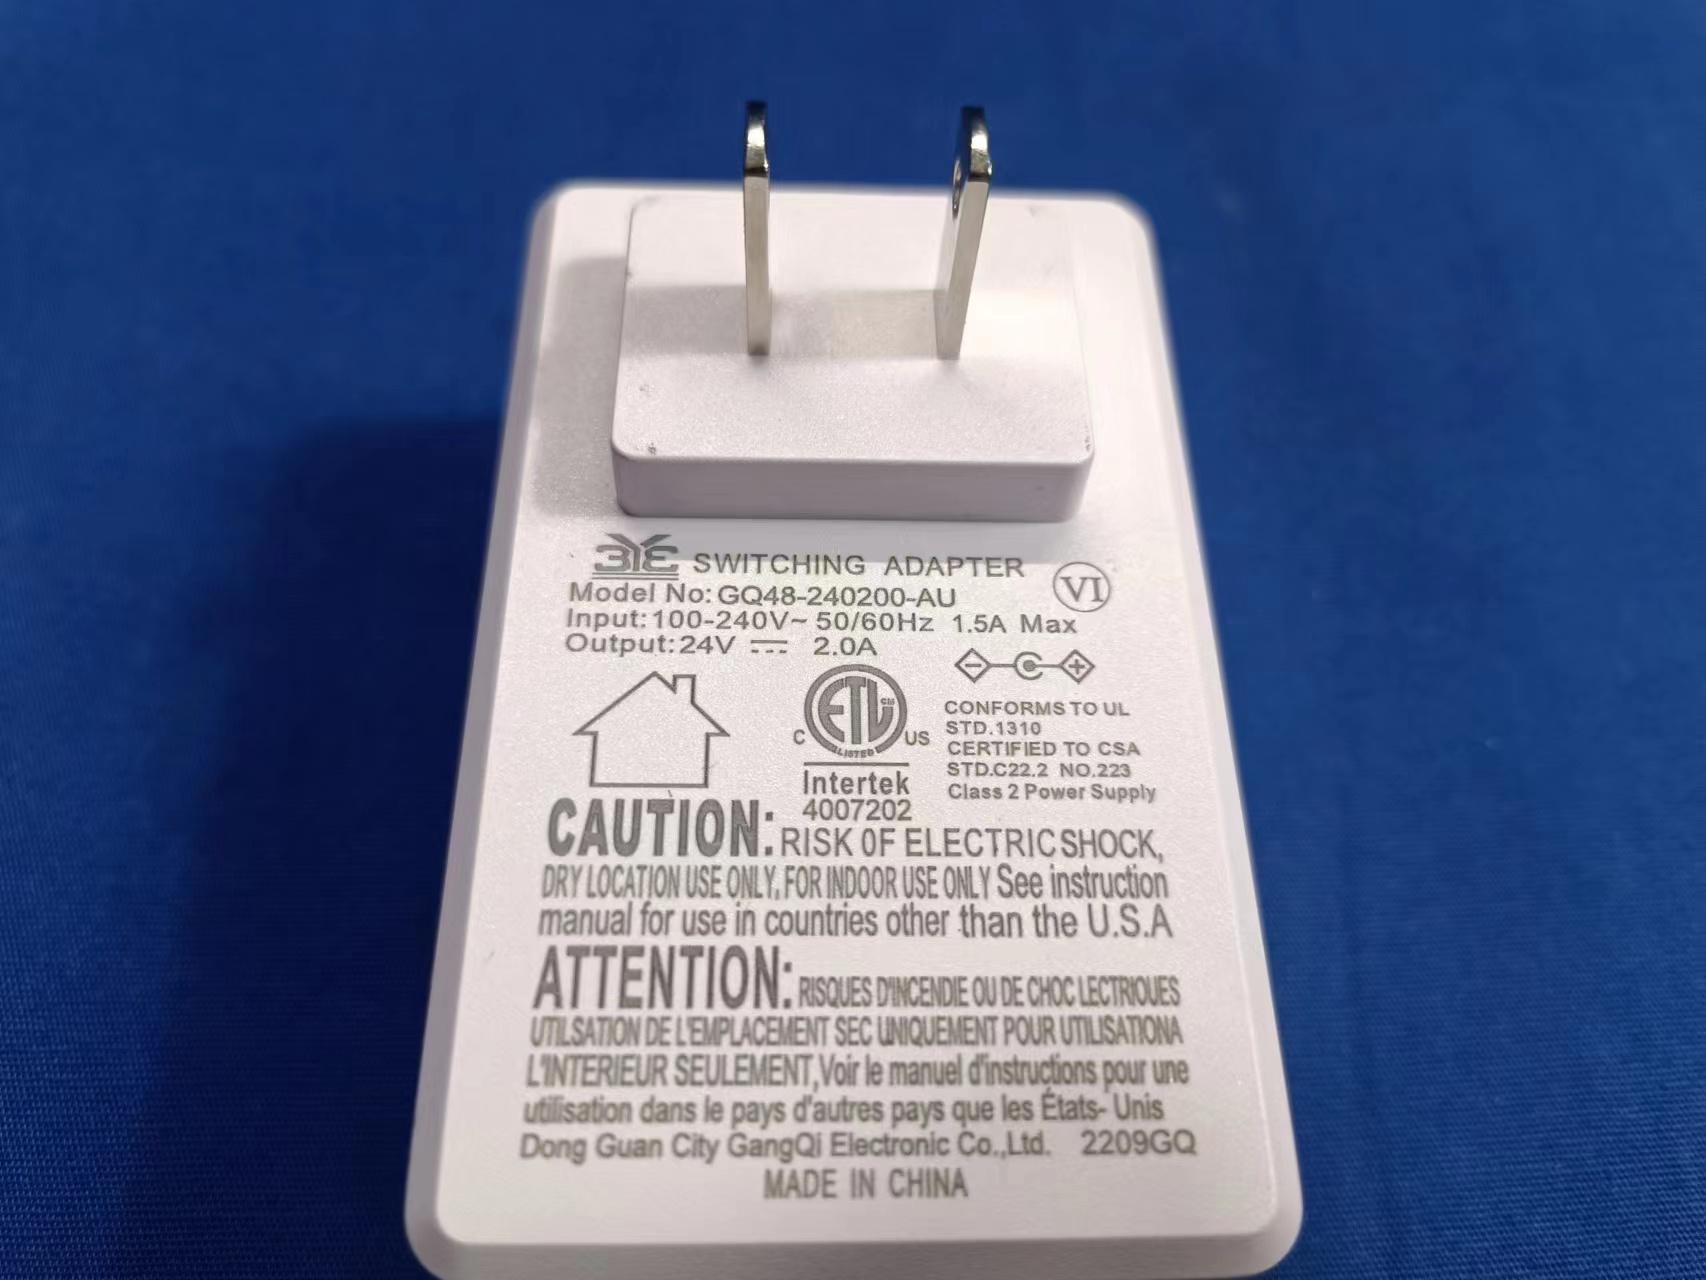 3YE SWITCHING ADAPTER
VI
Model No:GQ48-240200-AU
Input:100-240V~50/60Hz 1.5A Max
Output:24V 2.0A
- +
C ETL CM US
LISTED
Intertek
4007202
CONFORMS TO UL
STD.1310
CERTIFIED TO CSA
STD.C22.2 NO.223
Class 2 Power Supply
CAUTION: RISK OF ELECTRIC SHOCK,
DRY LOCATION USE ONLY, FOR INDOOR USE ONLY See instruction
manual for use in countries other than the U.S.A
ATTENTION: RISQUES D'INCENDIE OU DE CHOC LECTRIOUES
UTILSATION DE L'EMPLACEMENT SEC UNIQUEMENT POUR UTILISATIONA
L'INTERIEUR SEULEMENT,Voir le manuel d'instructions pour une
utilisation dans le pays d'autres pays que les États- Unis
Dong Guan City GangQi Electronic Co.,Ltd. 2209GQ
MADE IN CHINA